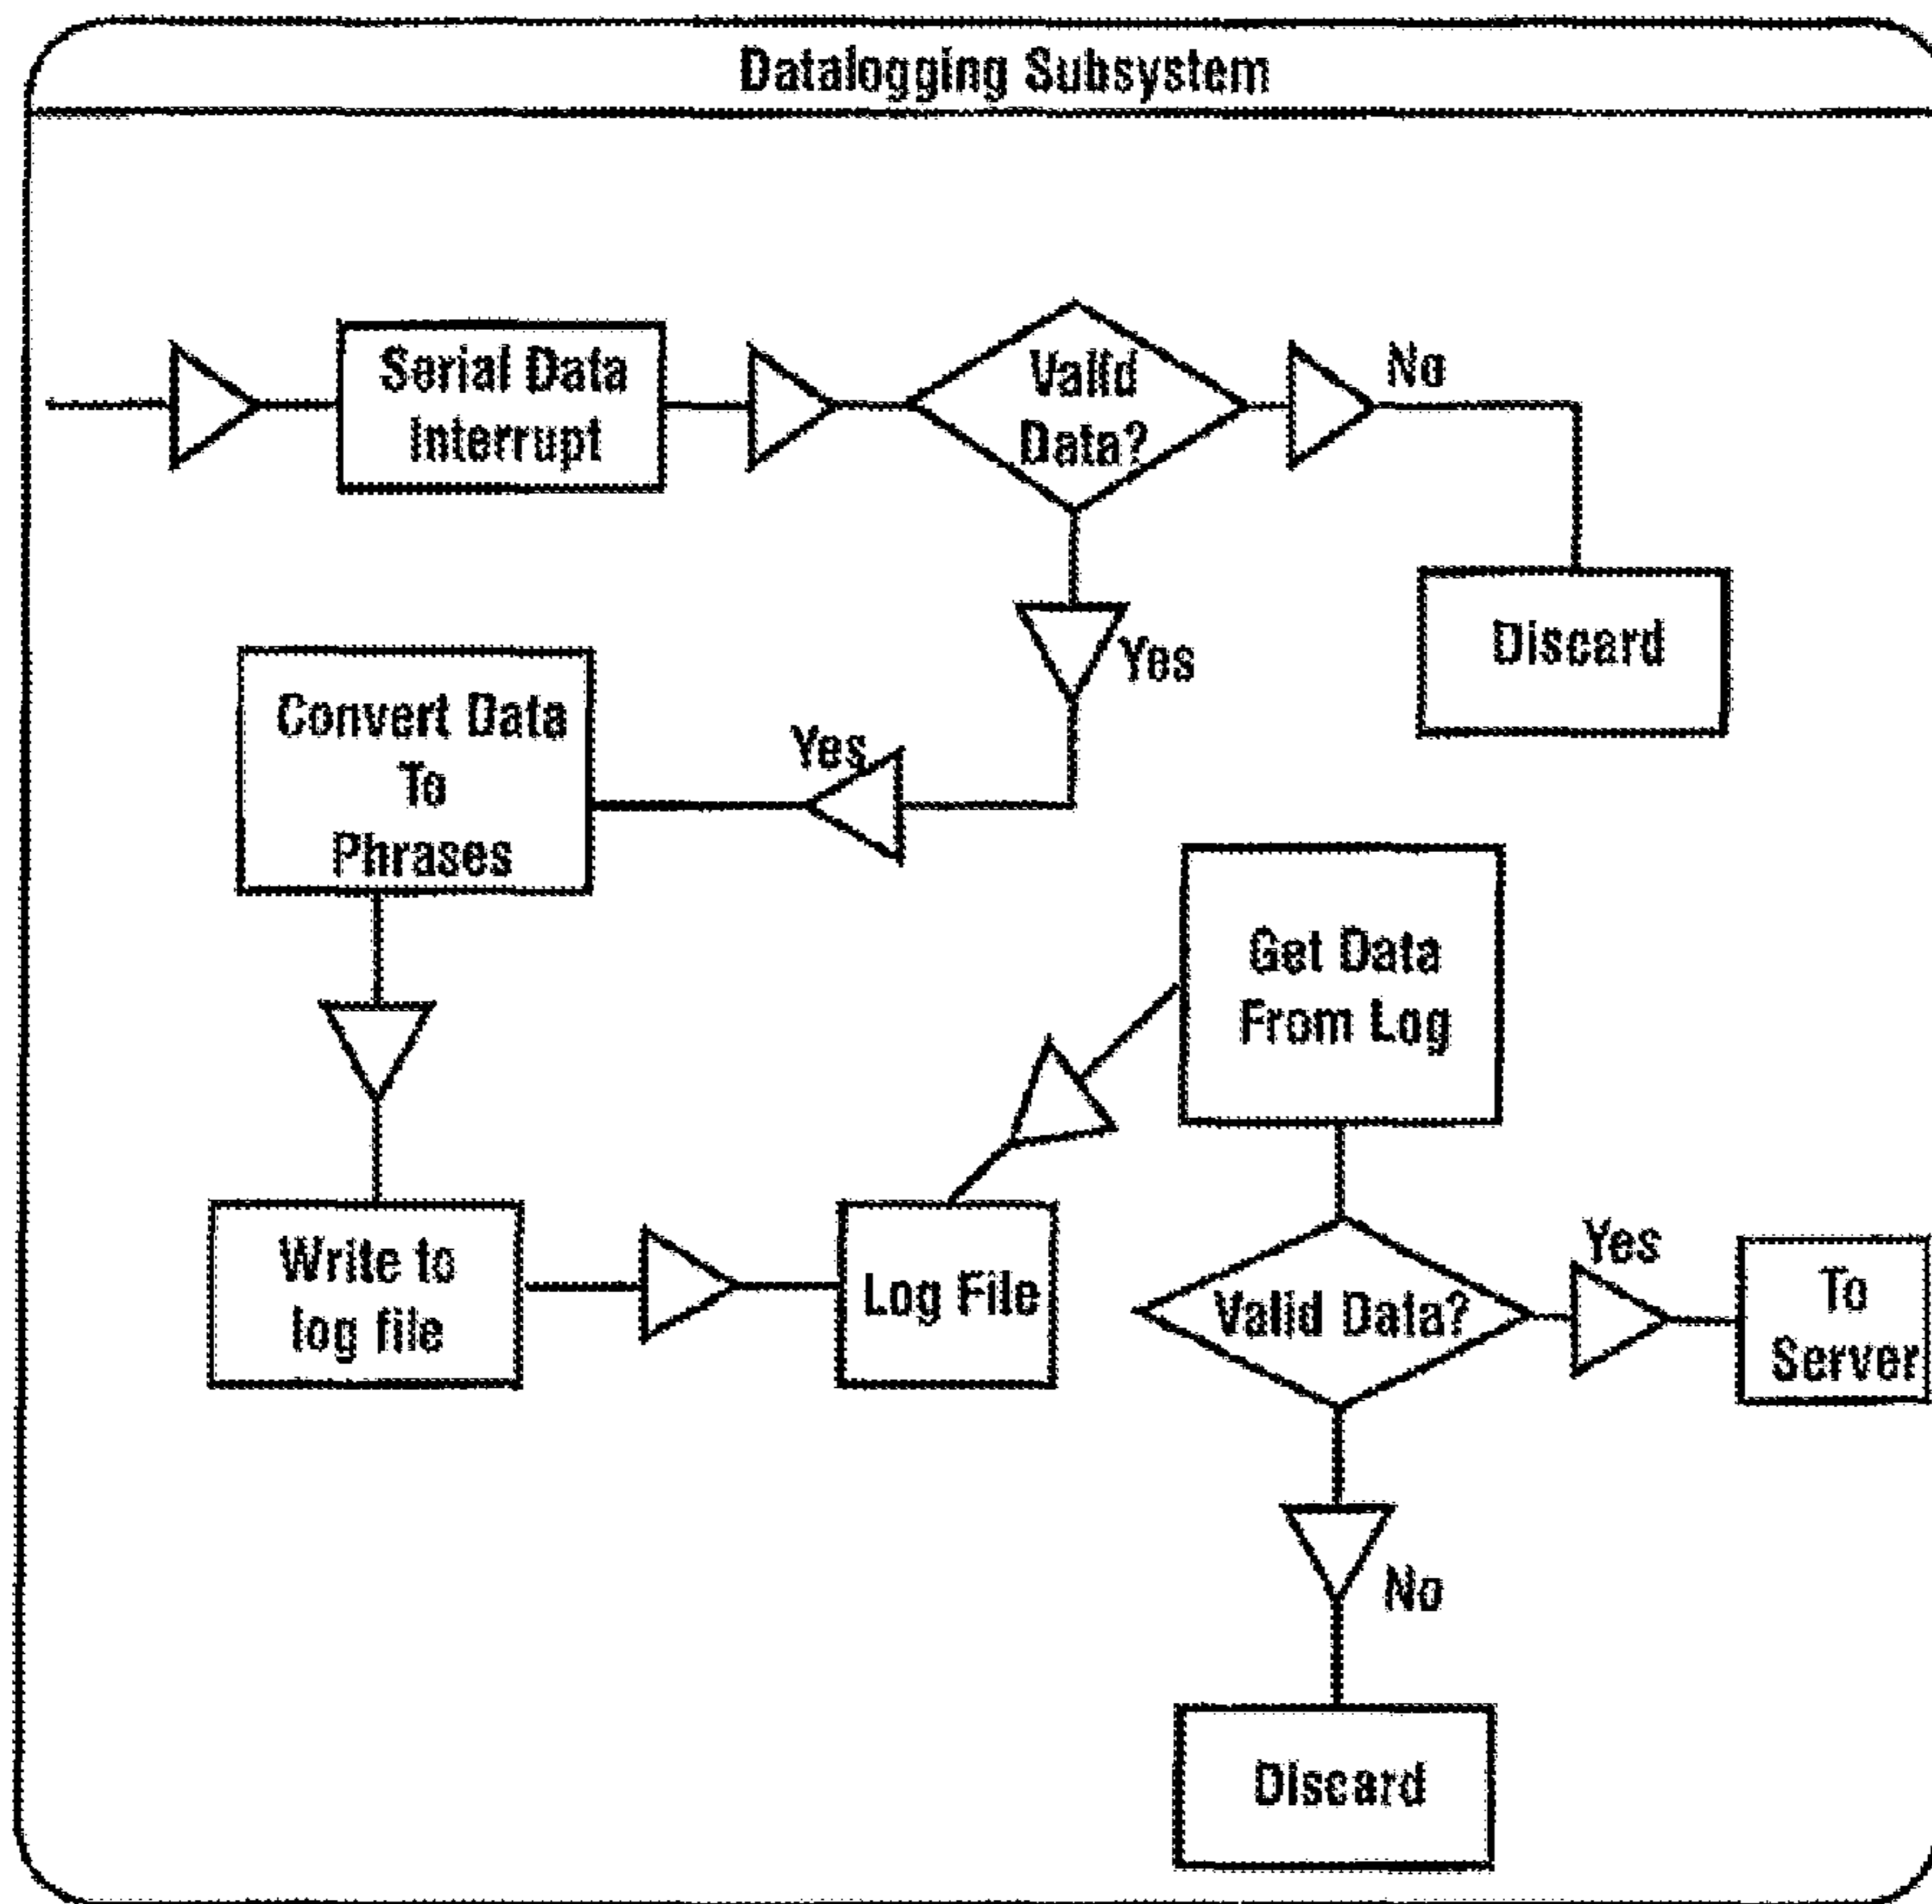 Datalogging Subsystem
Serial Data
Interrupt
Valid
Data?
No
Discard
Yes
Yes
Convert Data
To
Phrases
Get Data
From Log
Write to
log file
Log File
Valid Data?
Yes
To
Server
No
Discard